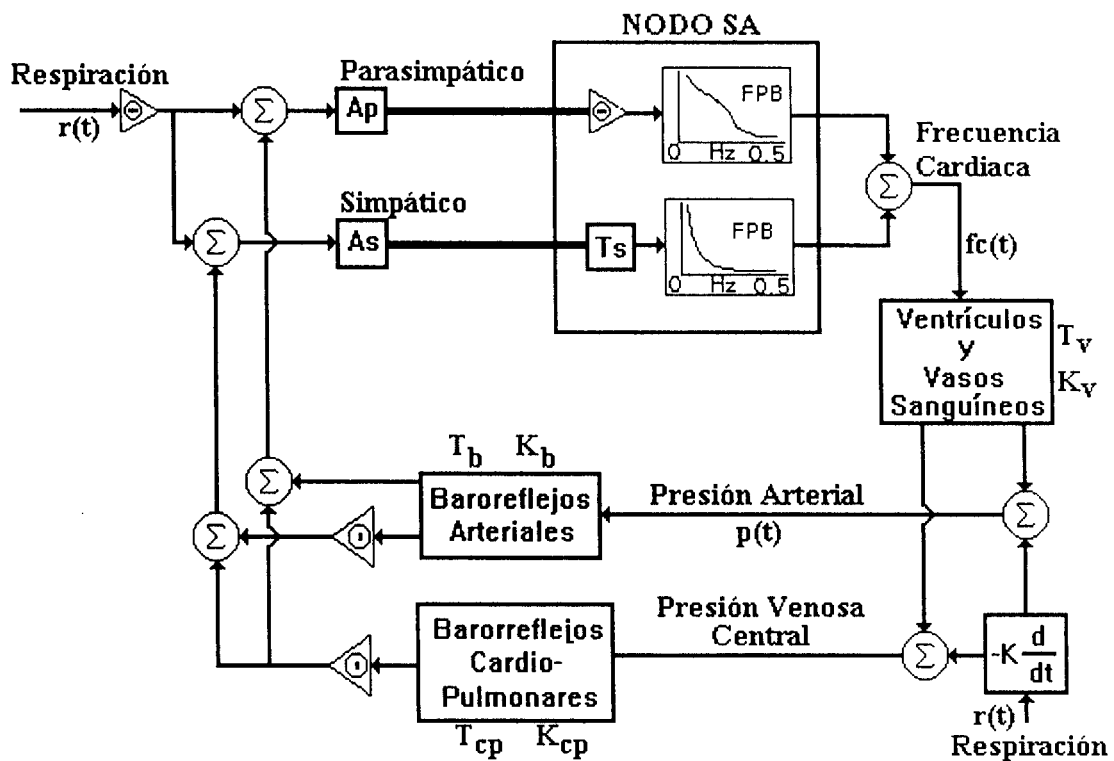 NODO SA
Respiración
r(t)
Σ
Parasimpático
Ap
FPB
0 Hz 0.5
Σ
Frecuencia
Cardiaca
Simpático
Σ
As
Ts
FPB
0 Hz 0.5
fc(t)
Ventrículos
y
Vasos
Sanguíneos
Tv
Kv
Tb Kb
Σ
Baroreflejos
Arteriales
Presión Arterial
p(t)
Σ
Σ
Barorreflejos
Cardio-
Pulmonares
Tcp Kcp
Presión Venosa
Central
Σ
-K d
dt
r(t)
Respiración